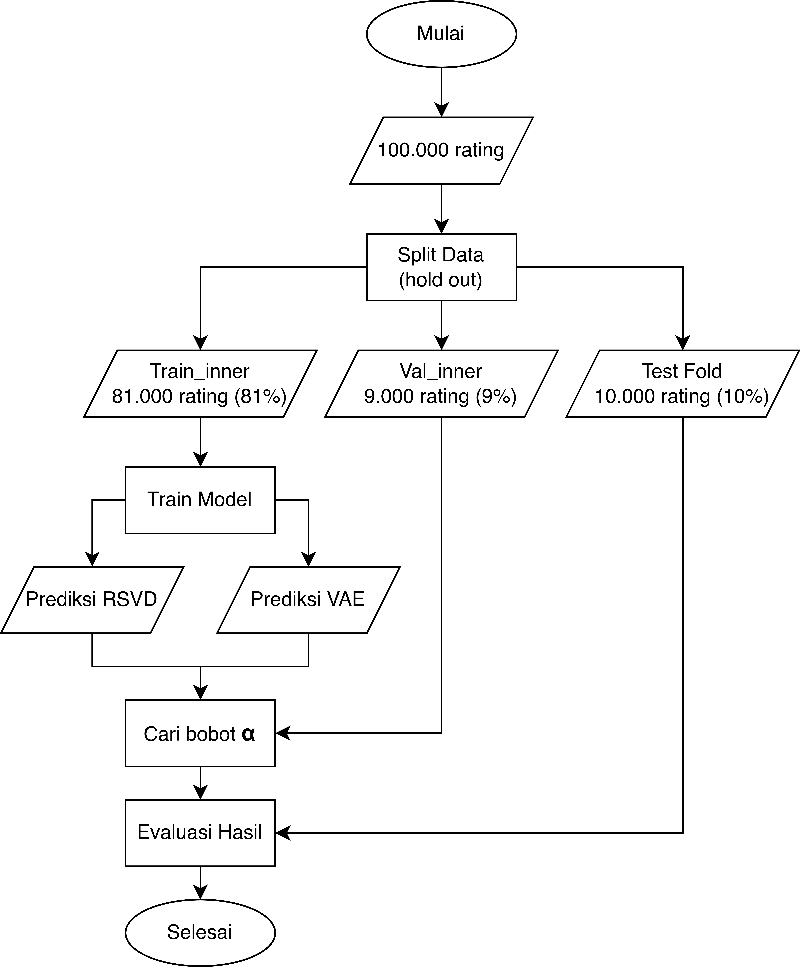 Mulai
100.000 rating
Split Data
(hold out)
Train_inner
81.000 rating (81%)
Val_inner
9.000 rating (9%)
Test Fold
10.000 rating (10%)
Train Model
Prediksi RSVD
Prediksi VAE
Cari bobot α
Evaluasi Hasil
Selesai